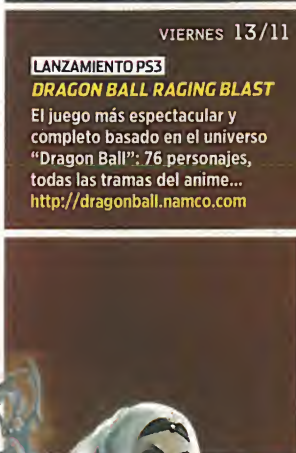 VIERNES 13/11
LANZAMIENTO PS3
DRAGON BALL RAGING BLAST
El juego más espectacular y
completo basado en el universo
“Dragon Ball”: 76 personajes,
todas las tramas del anime...
http://dragonball.namco.com